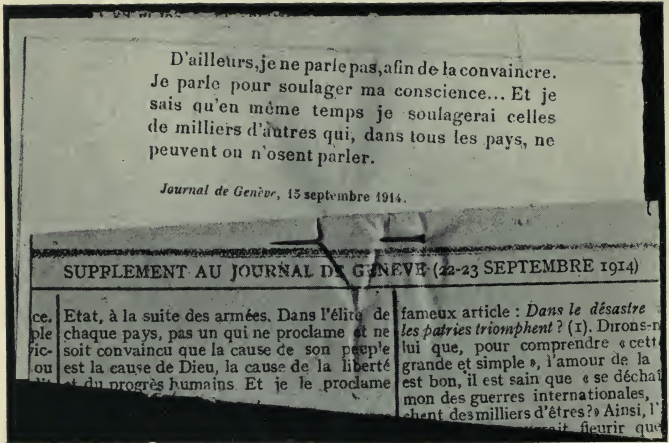 D'ailleurs, je ne parle pas, afin de la convaincre.
Je parle pour soulager ma conscience... Et je
sais qu'en même temps je soulagerai celles
de milliers d'autres qui, dans tous les pays, ne
peuvent ou n'osent parler.
Journal de Genève, 15 septembre 1914.
SUPPLEMENT AU JOURNAL DE GENEVE (22-23 SEPTEMBRE 1914)
ce.
ple
vic-
ou
Etat, à la suite des armées. Dans l'élite de
chaque pays, pas un qui ne proclame et ne
soit convaincu que la cause de son peuple
est la cause de Dieu, la cause de la liberté
et du progrès humains. Et je le proclame
fameux article : Dans le désastre
les patries triomphent ? (1). Dirons-n
lui que, pour comprendre « cett
grande et simple », l'amour de la
est bon, il est sain que « se déchaî
mon des guerres internationales,
chent des milliers d'êtres ? » Ainsi, l'
fleurir que